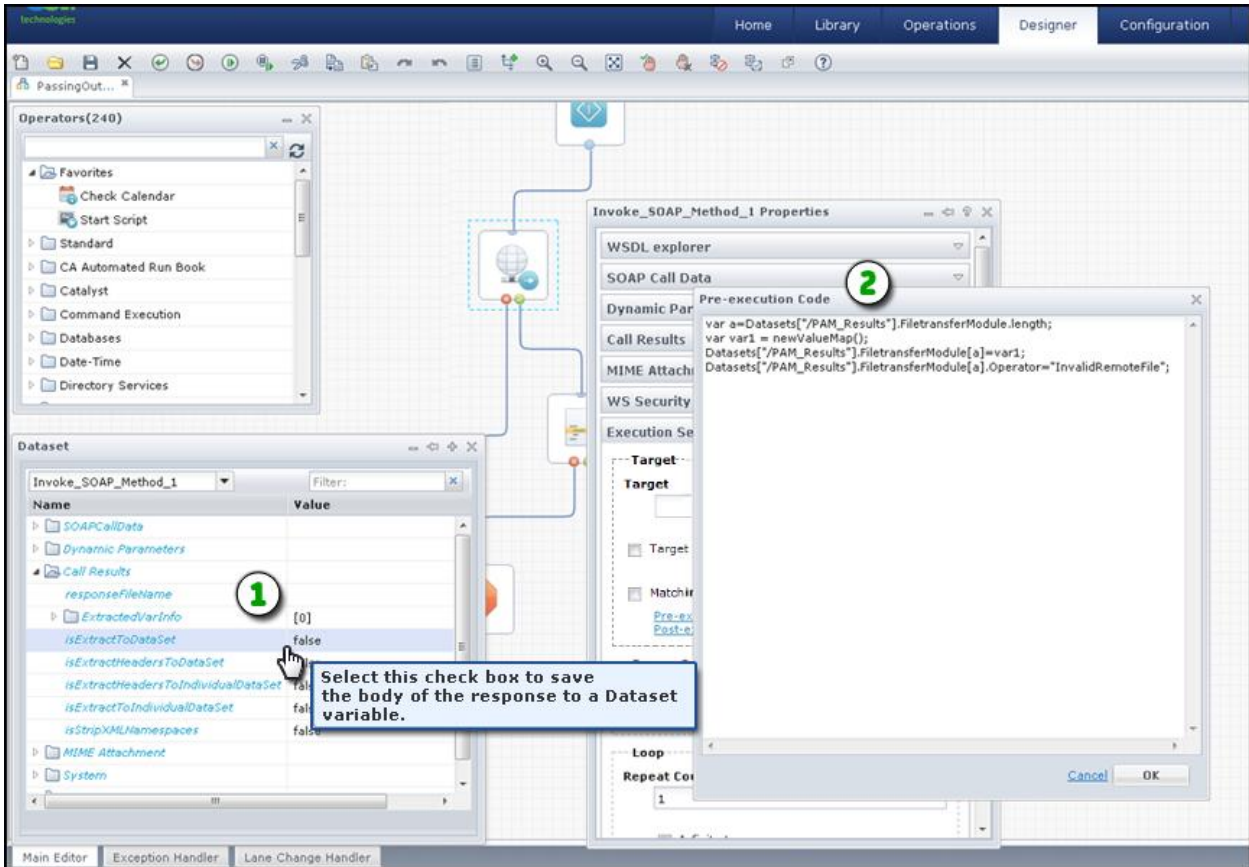 technologies
Home Library Operations Designer Configuration
PassingOut...
Operators(240)
Favorites
Check Calendar
Start Script
Standard
CA Automated Run Book
Catalyst
Command Execution
Databases
Date-Time
Directory Services
Invoke_SOAP_Method_1 Properties
WSDL explorer
SOAP Call Data
Dynamic Par
Call Results
MIME Attach
WS Security
Execution Se
Target
Target
Target
Matchin
Pre-ex
Post-e
Loop
Repeat Cou
1
2
Pre-execution Code
var a=Datasets["/PAM_Results"].FiletransferModule.length;
var var1 = newValueMap();
Datasets["/PAM_Results"].FiletransferModule[a]=var1;
Datasets["/PAM_Results"].FiletransferModule[a].Operator="InvalidRemoteFile";
Cancel OK
Dataset
Invoke_SOAP_Method_1 Filter:
Name Value
SOAPCallData
Dynamic Parameters
Call Results
responseFileName
1
ExtractedVarInfo [0]
isExtractToDataSet false
isExtractHeadersToDataSet
isExtractHeadersToIndividualDataSet fal
isExtractToIndividualDataSet fal
isStripXMLNamespaces false
MIME Attachment
System
Select this check box to save
the body of the response to a Dataset
variable.
Main Editor Exception Handler Lane Change Handler